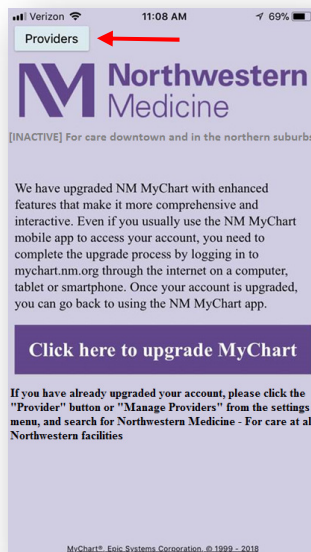 Verizon 11:08 AM 69%
Providers
Northwestern
Medicine
[INACTIVE] For care downtown and in the northern suburbs
We have upgraded NM MyChart with enhanced
features that make it more comprehensive and
interactive. Even if you usually use the NM MyChart
mobile app to access your account, you need to
complete the upgrade process by logging in to
mychart.nm.org through the internet on a computer,
tablet or smartphone. Once your account is upgraded,
you can go back to using the NM MyChart app.
Click here to upgrade MyChart
If you have already upgraded your account, please click the
"Provider" button or "Manage Providers" from the settings
menu, and search for Northwestern Medicine - For care at al
Northwestern facilities
MyChart®, Epic Systems Corporation, © 1999 - 2018